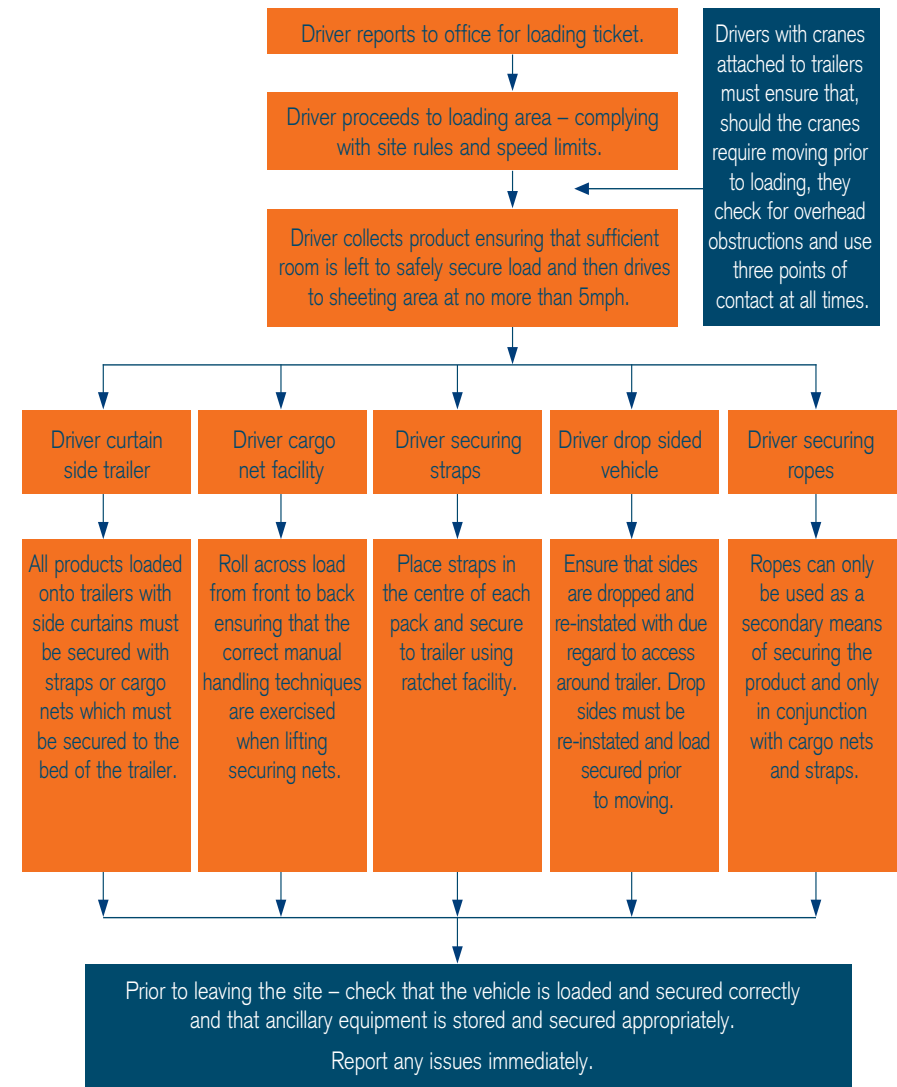 Driver reports to office for loading ticket.
Drivers with cranes
attached to trailers
must ensure that,
should the cranes
require moving prior
to loading, they
check for overhead
obstructions and use
three points of
contact at all times.
Driver proceeds to loading area – complying
with site rules and speed limits.
Driver collects product ensuring that sufficient
room is left to safely secure load and then drives
to sheeting area at no more than 5mph.
Driver curtain
side trailer
All products loaded
onto trailers with
side curtains must
be secured with
straps or cargo
nets which must
be secured to the
bed of the trailer.
Driver cargo
net facility
Roll across load
from front to back
ensuring that the
correct manual
handling techniques
are exercised
when lifting
securing nets.
Driver securing
straps
Place straps in
the centre of each
pack and secure
to trailer using
ratchet facility.
Driver drop sided
vehicle
Ensure that sides
are dropped and
re-instated with due
regard to access
around trailer. Drop
sides must be
re-instated and load
secured prior
to moving.
Driver securing
ropes
Ropes can only
be used as a
secondary means
of securing the
product and only
in conjunction
with cargo nets
and straps.
Prior to leaving the site – check that the vehicle is loaded and secured correctly
and that ancillary equipment is stored and secured appropriately.
Report any issues immediately.